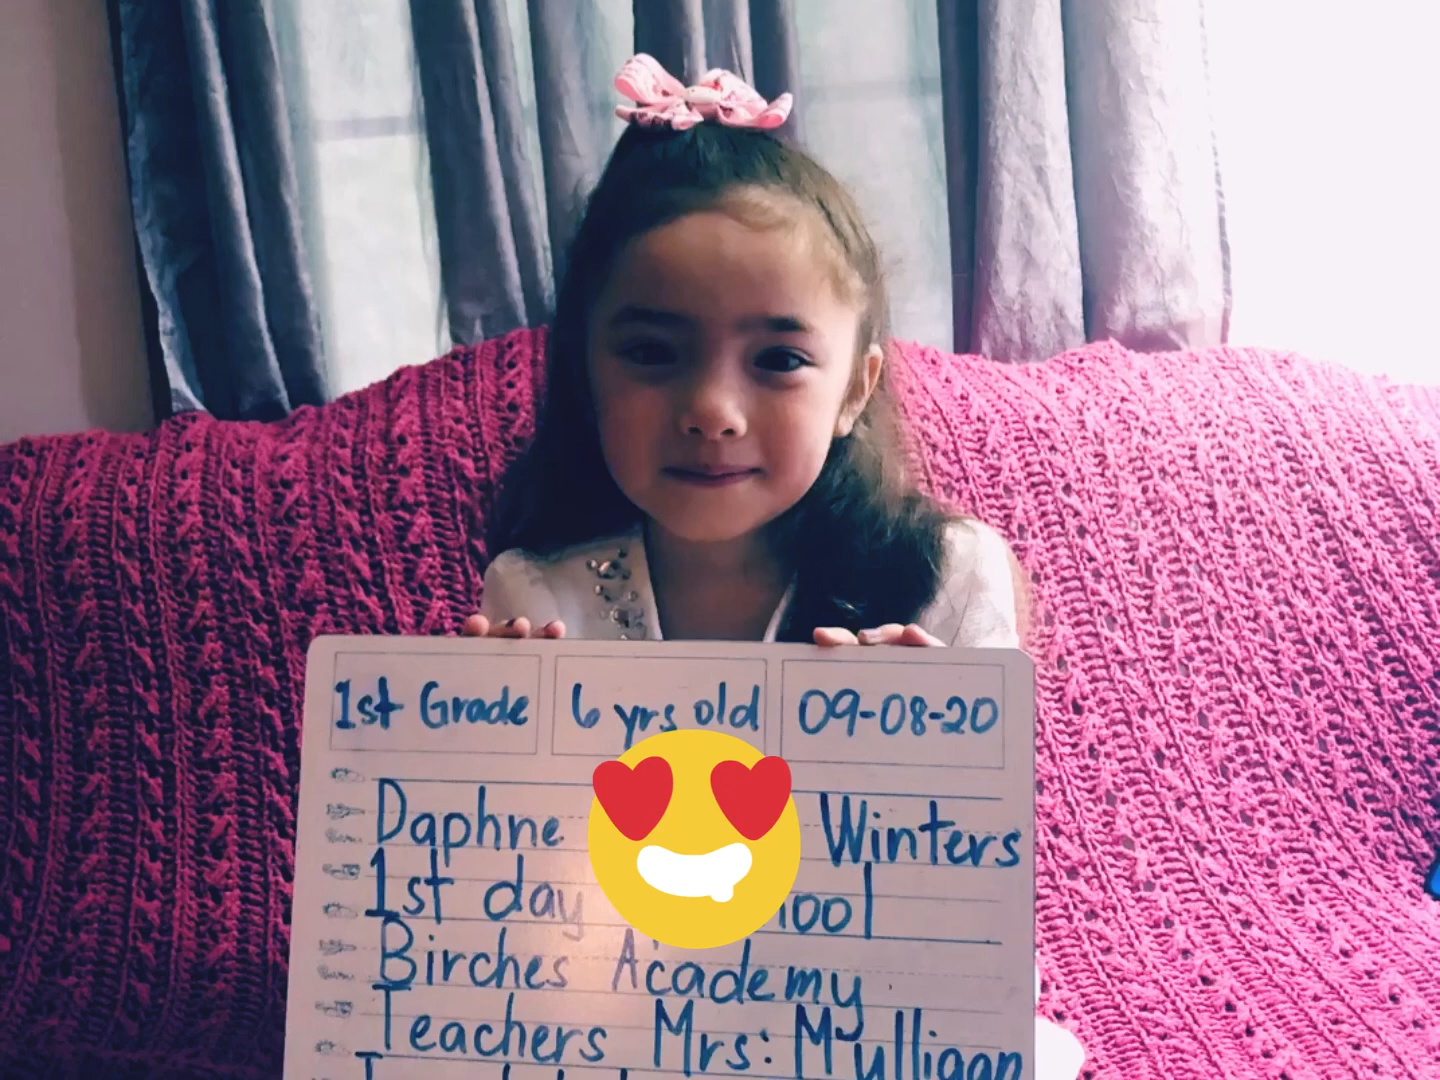 1st Grade 6 yrs old 09-08-20
Daphne Winters
1st day
Birches Academy
Teachers Mrs: Mulligan